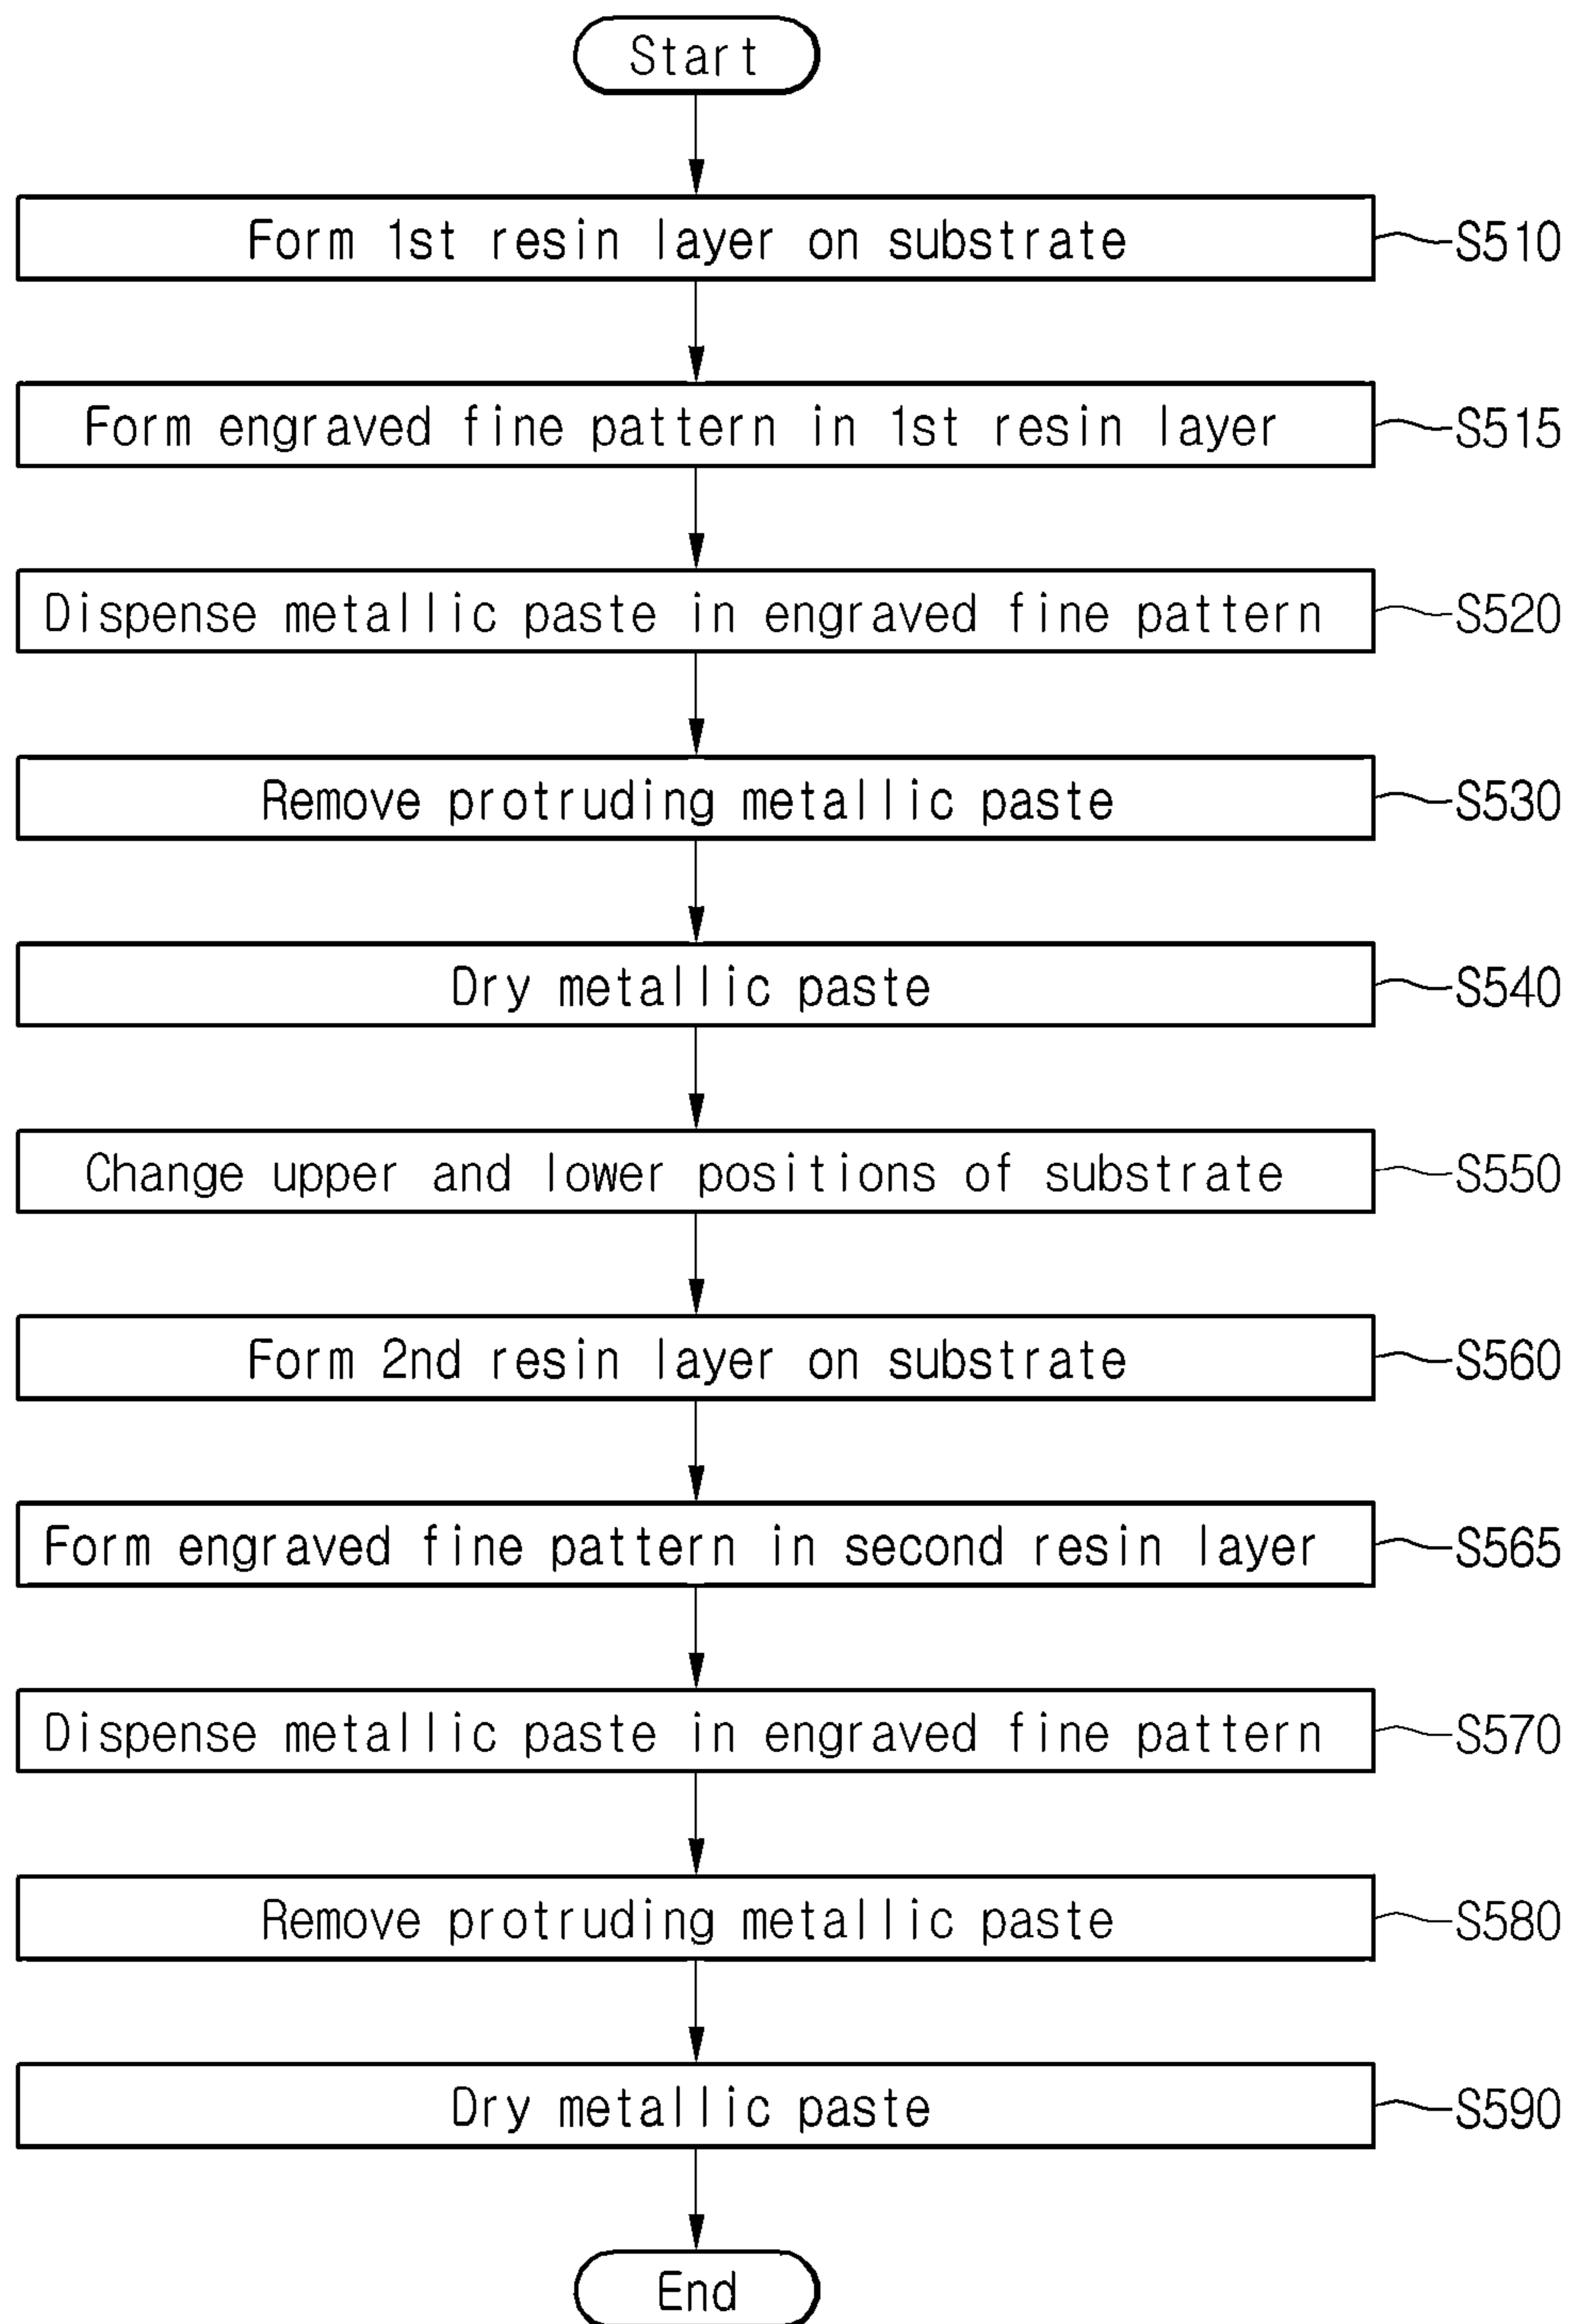 Start
Form 1st resin layer on substrate S510
Form engraved fine pattern in 1st resin layer S515
Dispense metallic paste in engraved fine pattern S520
Remove protruding metallic paste S530
Dry metallic paste S540
Change upper and lower positions of substrate S550
Form 2nd resin layer on substrate S560
Form engraved fine pattern in second resin layer S565
Dispense metallic paste in engraved fine pattern S570
Remove protruding metallic paste S580
Dry metallic paste S590
End